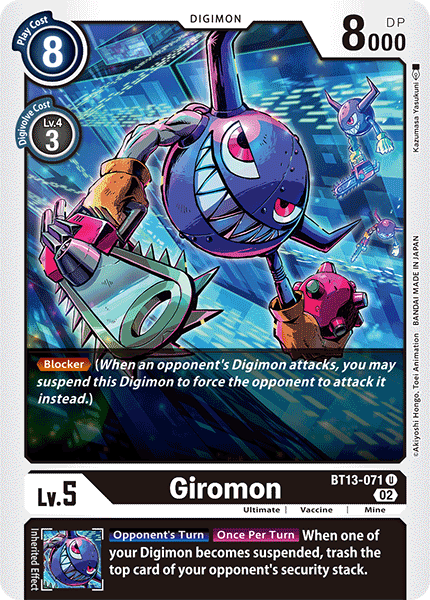 DIGIMON
Play Cost
8
8000 DP
Digivolve Cost
Lv.4
3
Kazumasa Yasukuni
©Akiyoshi Hongo, Toei Animation BANDAI MADE IN JAPAN
Blocker (When an opponent's Digimon attacks, you may
suspend this Digimon to force the opponent to attack it
instead.)
BT13-071 U
Lv.5 Giromon 02
Ultimate | Vaccine | Mine
Inherited Effect
Opponent's Turn Once Per Turn When one
of your Digimon becomes suspended, trash the
top card of your opponent's security stack.